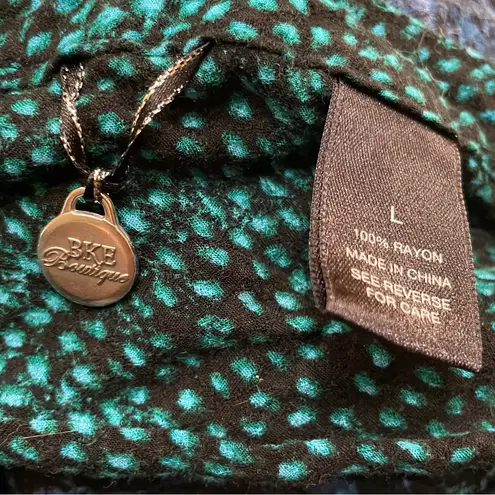 BKE
Boutique
L
100% RAYON
MADE IN CHINA
SEE REVERSE
FOR CARE